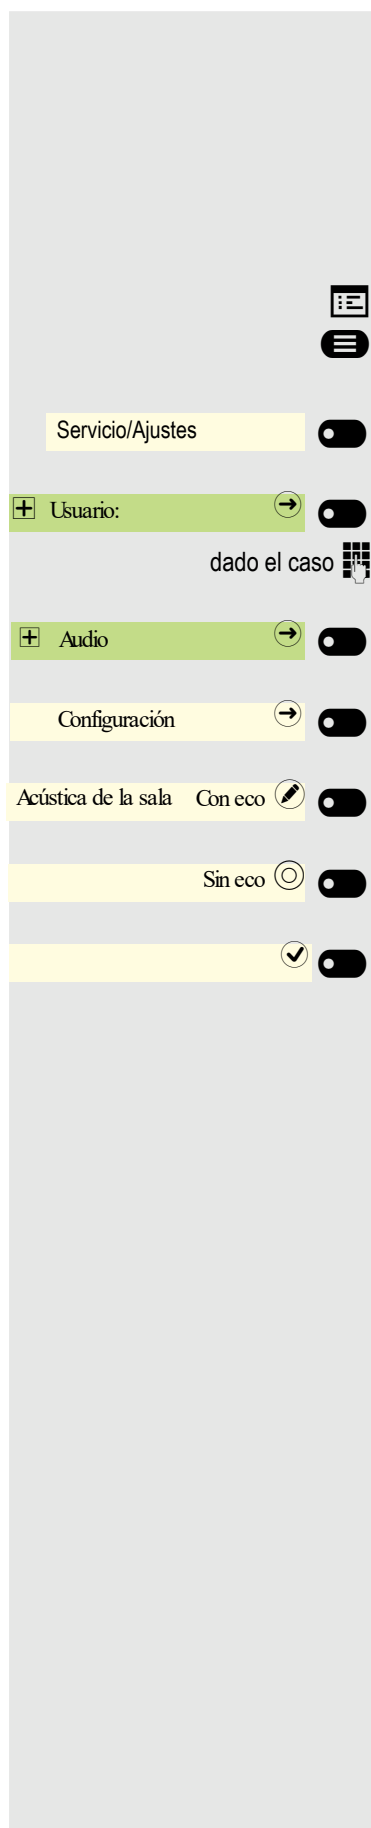 Servicio/Ajustes
Usuario:
dado el caso
Audio
Configuración
Acústica de la sala Con eco
Sin eco